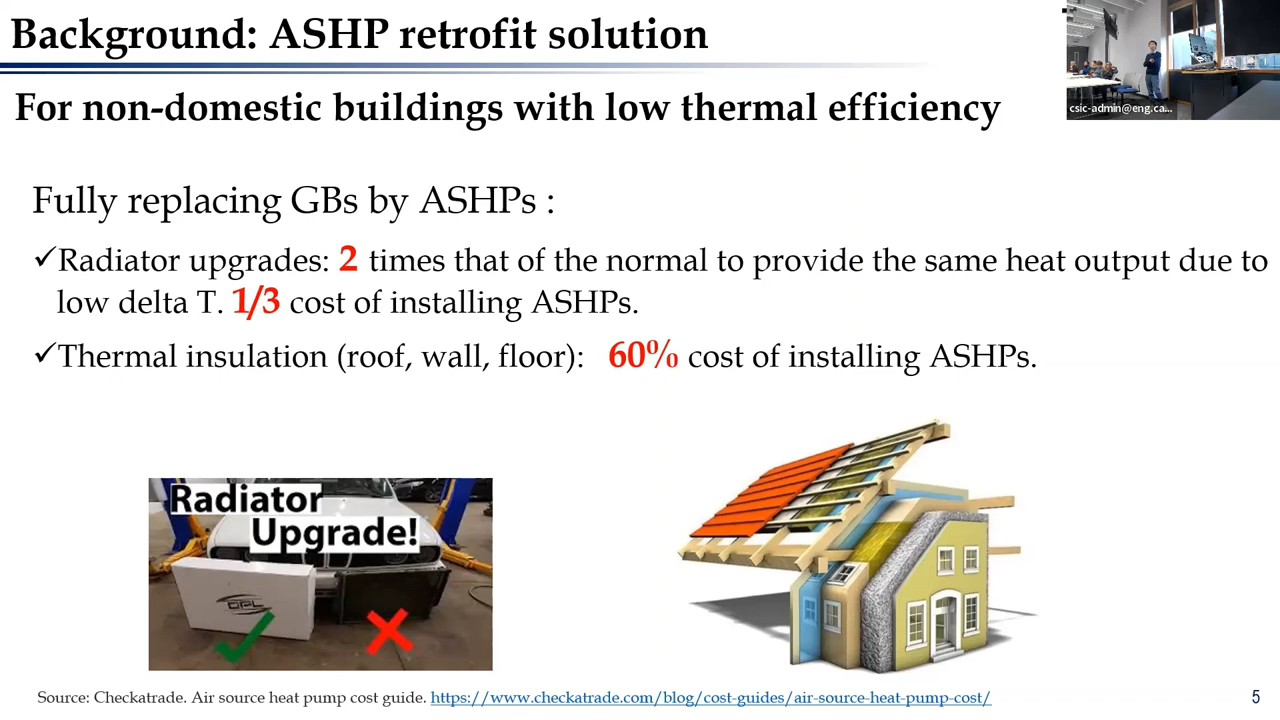 Background: ASHP retrofit solution
csic-admin@eng.ca...
For non-domestic buildings with low thermal efficiency
Fully replacing GBs by ASHPs :
✓Radiator upgrades: 2 times that of the normal to provide the same heat output due to
low delta T. 1/3 cost of installing ASHPs.
✓Thermal insulation (roof, wall, floor): 60% cost of installing ASHPs.
Radiator
Upgrade!
Source: Checkatrade. Air source heat pump cost guide. https://www.checkatrade.com/blog/cost-guides/air-source-heat-pump-cost/
5